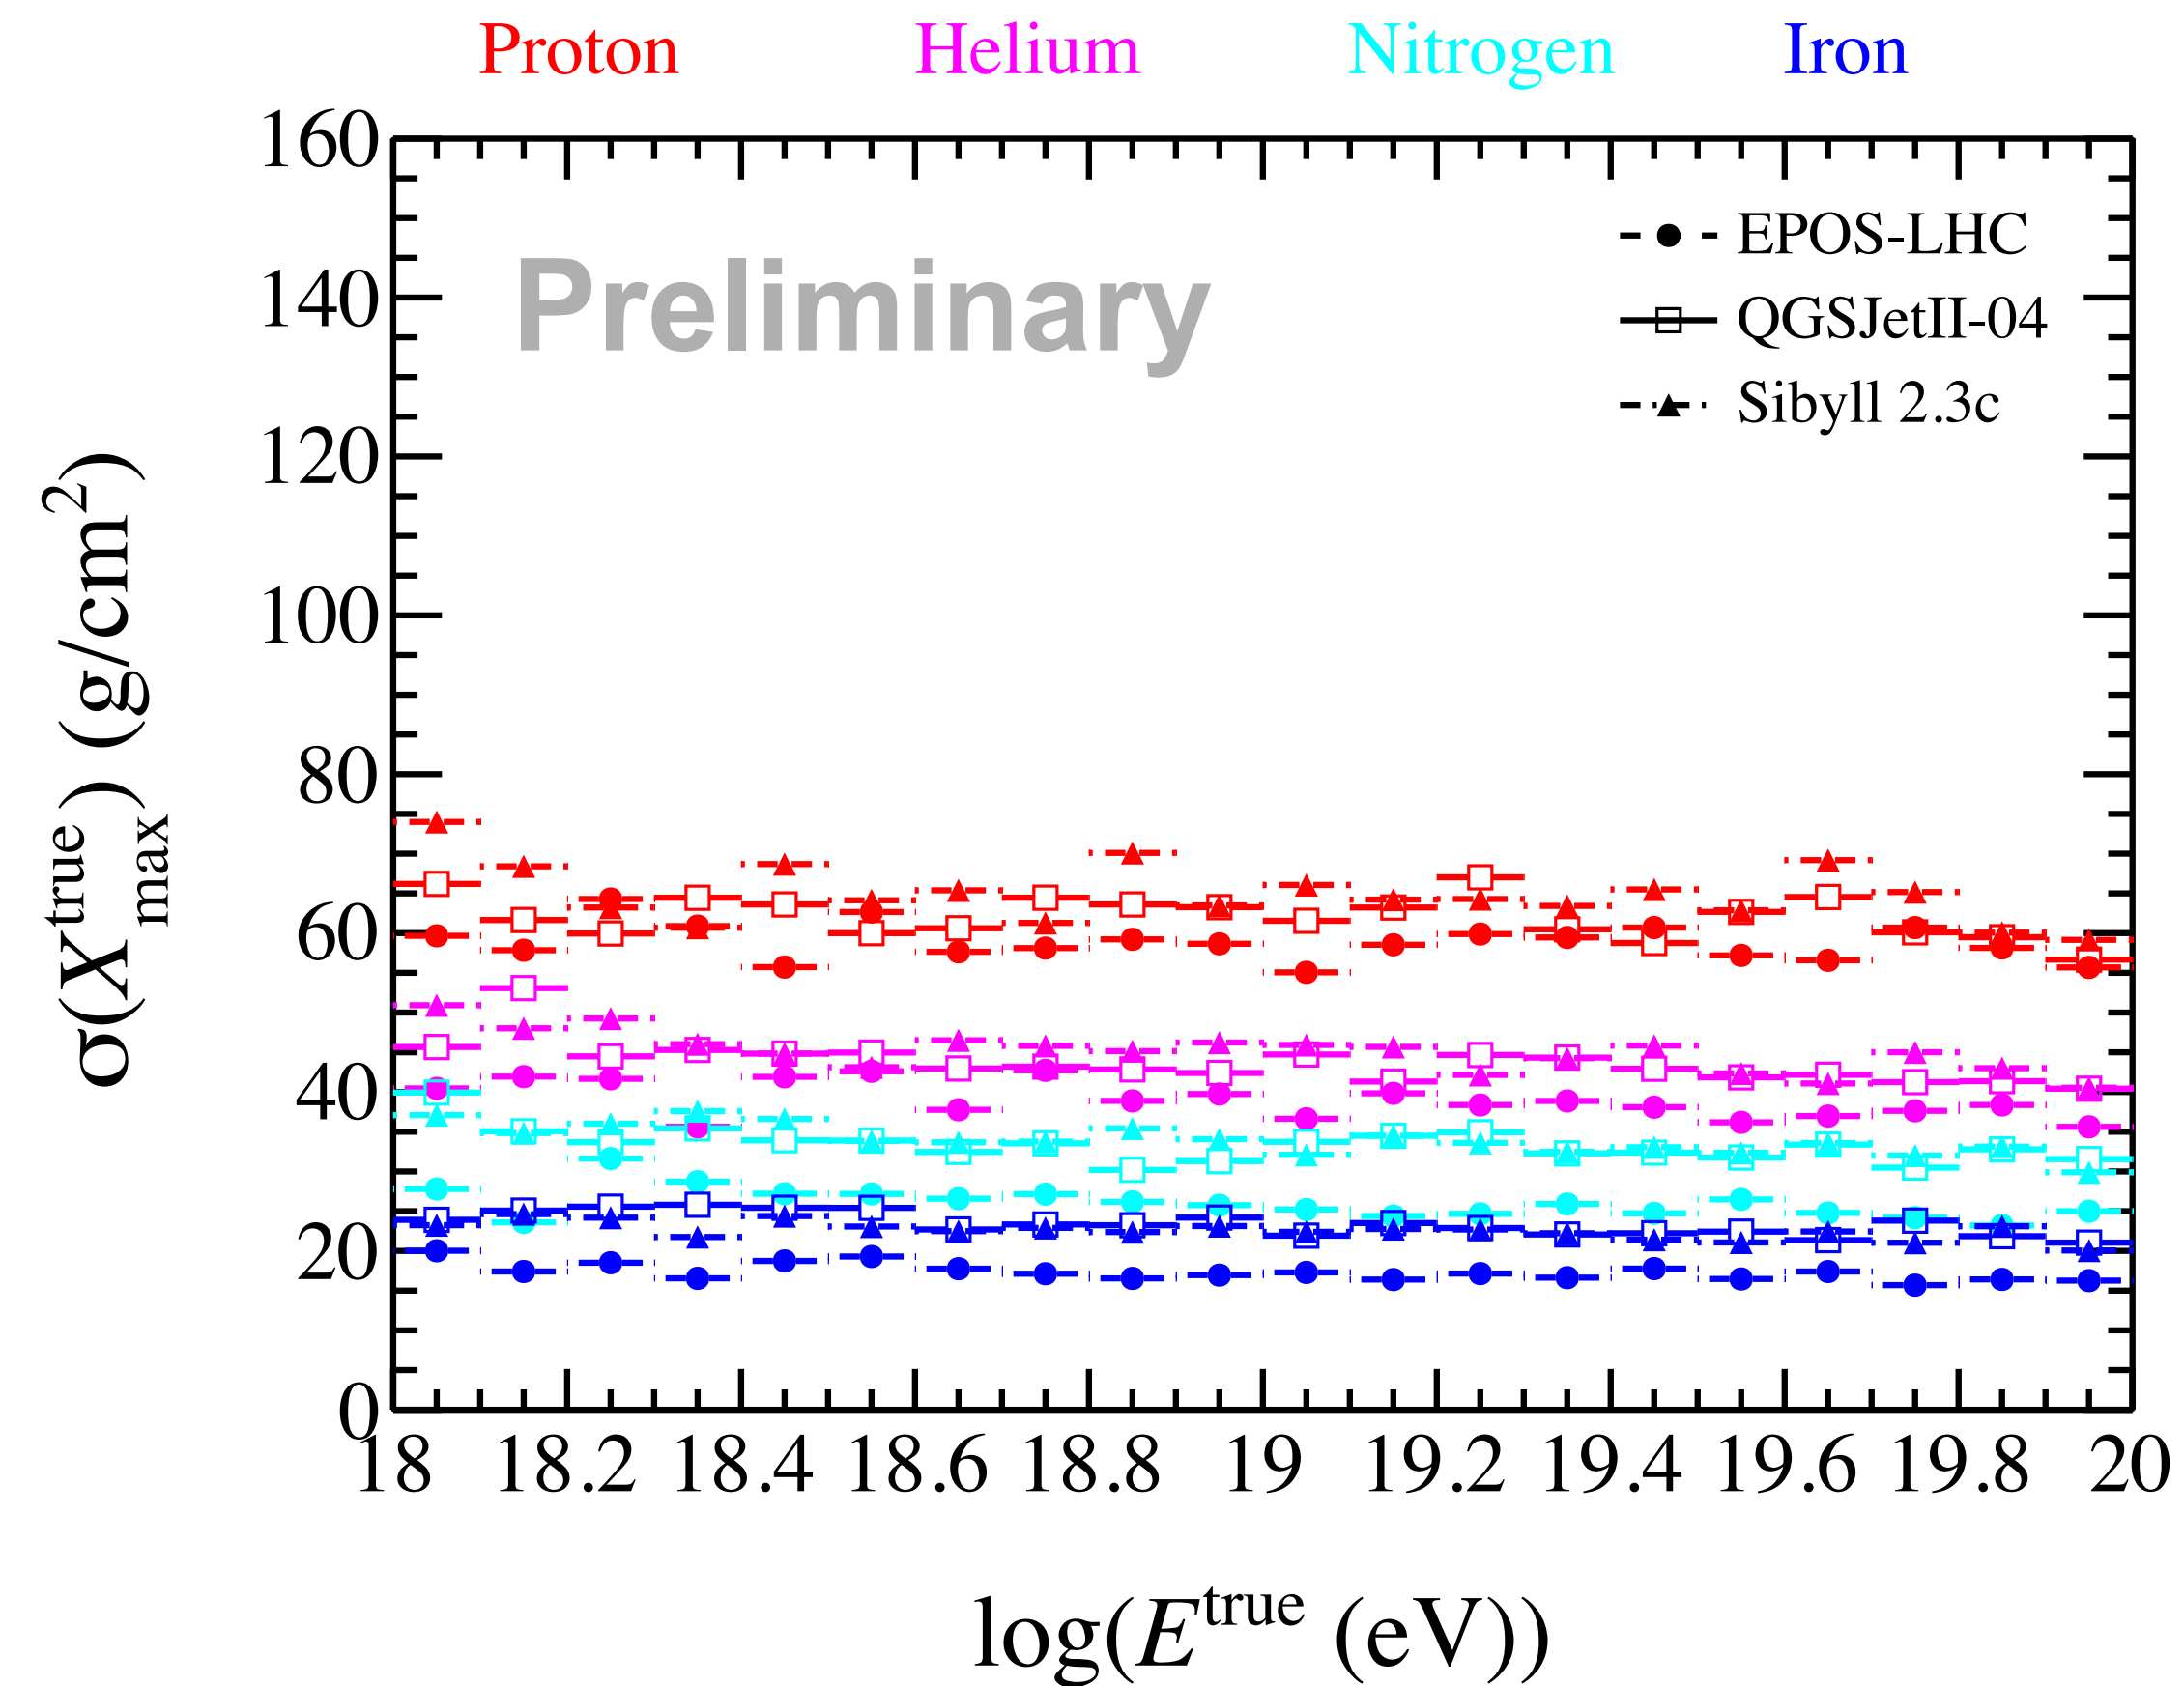 Proton Helium Nitrogen Iron
160
140
120
100
80
60
40
20
0
Preliminary
EPOS-LHC
QGSJetII-04
Sibyll 2.3c
σ(X_max^true) (g/cm²)
18 18.2 18.4 18.6 18.8 19 19.2 19.4 19.6 19.8 20
log(E^true (eV))